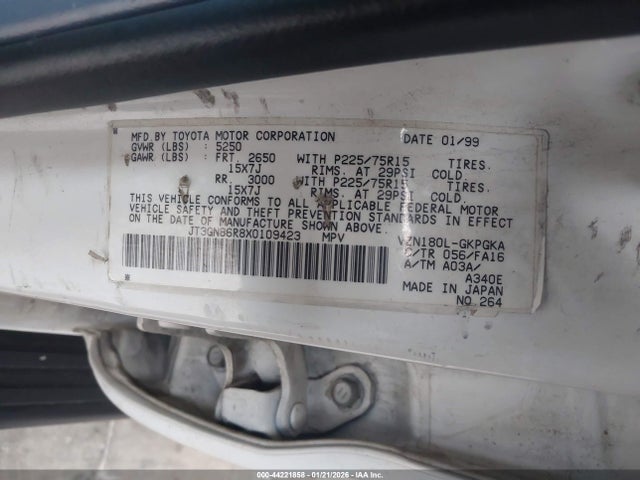 MFD.BY TOYOTA MOTOR CORPORATION DATE 01/99
GVWR (LBS) : 5250
GAWR (LBS) : FRT. 2650 WITH P225/75R15 TIRES.
15X7J RIMS. AT 29PSI COLD.
RR. 3000 WITH P225/75R15 TIRES.
15X7J RIMS. AT 29PSI COLD.
THIS VEHICLE CONFORMS TO ALL APPLICABLE FEDERAL MOTOR
VEHICLE SAFETY AND THEFT PREVENTION STANDARDS IN EFFECT
ON THE DATE OF MANUFACTURE SHOWN ABOVE.
JT3GN86R8X0109423 MPV VZN180L-GKPGKA
C/TR 056/FA16
A/TM A03A/
A340E
MADE IN JAPAN
NO.264
000-44221858 - 01/21/2026 - IAA INC.